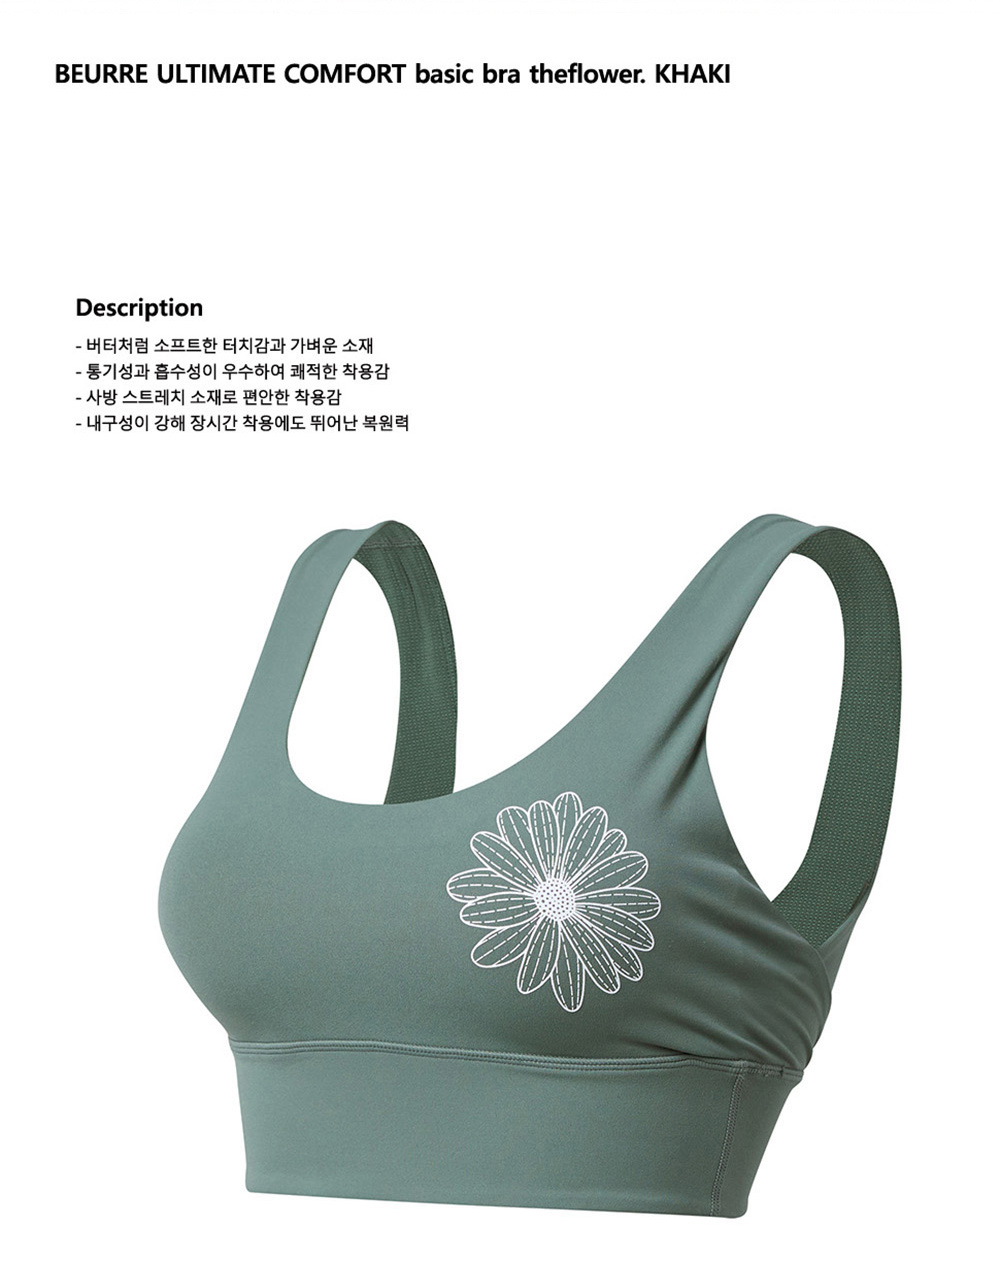 BEURRE ULTIMATE COMFORT basic bra theflower. KHAKI
Description
- 버터처럼 소프트한 터치감과 가벼운 소재
- 통기성과 흡수성이 우수하여 쾌적한 착용감
- 사방 스트레치 소재로 편안한 착용감
- 내구성이 강해 장시간 착용에도 뛰어난 복원력